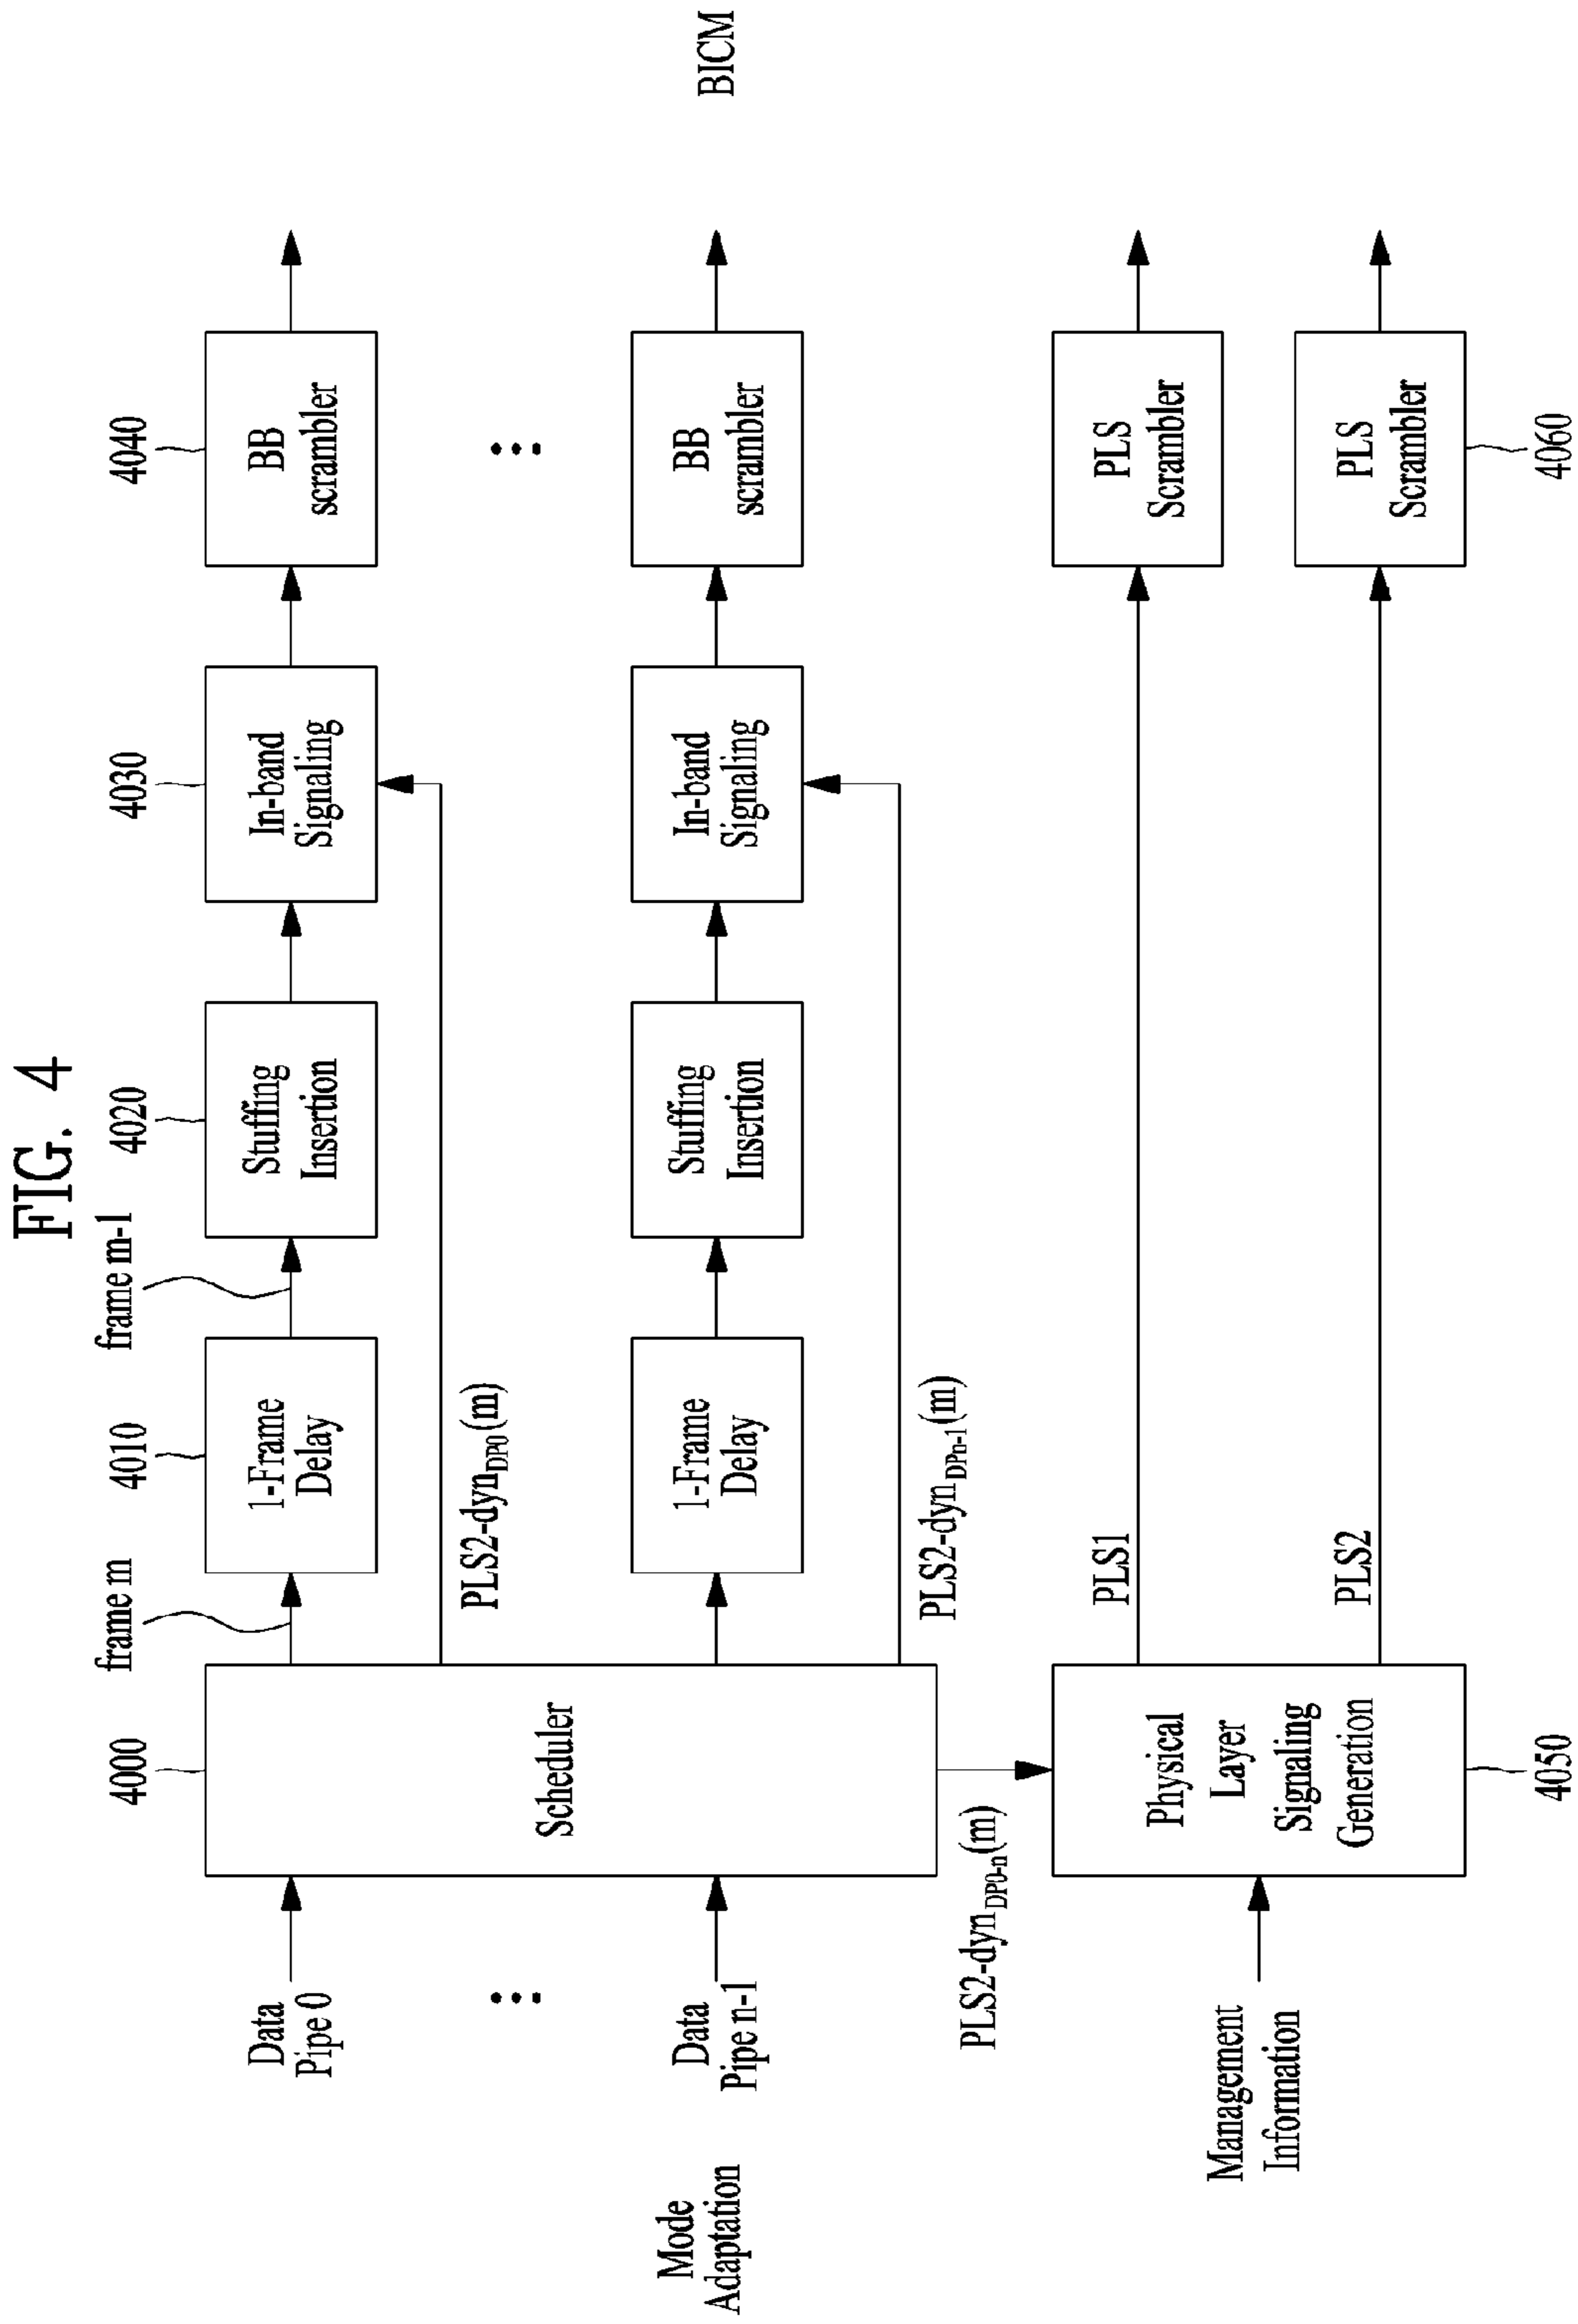 FIG. 4
frame m
frame m-1
4000
4010
4020
4030
4040
Data
Pipe 0
1-Frame
Delay
Stuffing
Insertion
In-band
Signaling
BB
scrambler
PLS2-dynDP0(m)
Mode
Adaptation
Data
Pipe n-1
Scheduler
1-Frame
Delay
Stuffing
Insertion
In-band
Signaling
BB
scrambler
BICM
PLS2-dynDPn-1(m)
PLS2-dynDP0-n(m)
Management
Information
Physical
Layer
Signaling
Generation
PLS1
PLS
Scrambler
PLS2
PLS
Scrambler
4050
4060